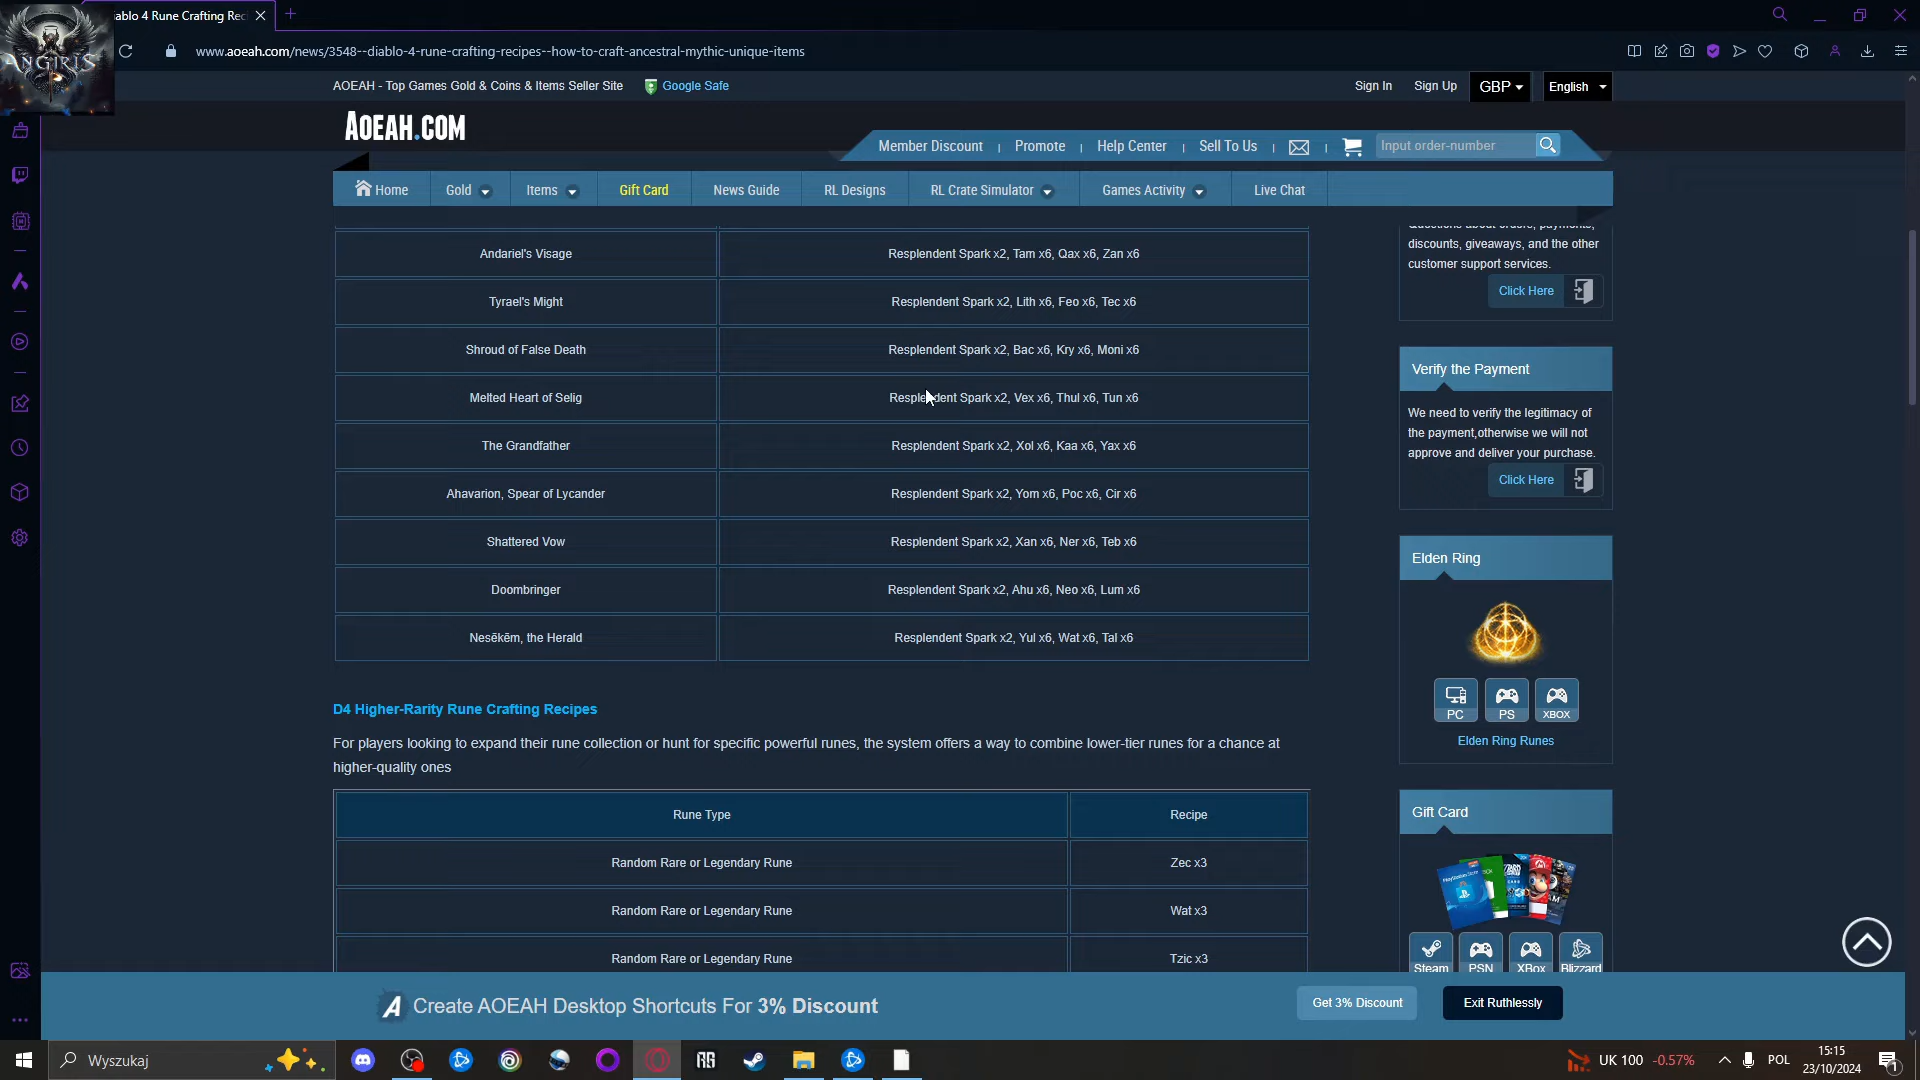 ANGIRIS
ablo 4 Rune Crafting Reci
www.aoeah.com/news/3548--diablo-4-rune-crafting-recipes--how-to-craft-ancestral-mythic-unique-items
AOEAH - Top Games Gold & Coins & Items Seller Site
Google Safe
Sign In
Sign Up
GBP
English
AOEAH.COM
Member Discount
Promote
Help Center
Sell To Us
Input order-number
Home
Gold
Items
Gift Card
News Guide
RL Designs
RL Crate Simulator
Games Activity
Live Chat
Andariel's Visage
Resplendent Spark x2, Tam x6, Qax x6, Zan x6
Tyrael's Might
Resplendent Spark x2, Lith x6, Feo x6, Tec x6
Shroud of False Death
Resplendent Spark x2, Bac x6, Kry x6, Moni x6
Melted Heart of Selig
Resplendent Spark x2, Vex x6, Thul x6, Tun x6
The Grandfather
Resplendent Spark x2, Xol x6, Kaa x6, Yax x6
Ahavarion, Spear of Lycander
Resplendent Spark x2, Yom x6, Poc x6, Cir x6
Shattered Vow
Resplendent Spark x2, Xan x6, Ner x6, Teb x6
Doombringer
Resplendent Spark x2, Ahu x6, Neo x6, Lum x6
Nesēkēm, the Herald
Resplendent Spark x2, Yul x6, Wat x6, Tal x6
D4 Higher-Rarity Rune Crafting Recipes
For players looking to expand their rune collection or hunt for specific powerful runes, the system offers a way to combine lower-tier runes for a chance at
higher-quality ones
Rune Type
Recipe
Random Rare or Legendary Rune
Zec x3
Random Rare or Legendary Rune
Wat x3
Random Rare or Legendary Rune
Tzic x3
Questions about orders, payments,
discounts, giveaways, and the other
customer support services.
Click Here
Verify the Payment
We need to verify the legitimacy of
the payment,otherwise we will not
approve and deliver your purchase.
Click Here
Elden Ring
PC
PS
XBOX
Elden Ring Runes
Gift Card
Steam
PSN
XBox
Blizzard
Create AOEAH Desktop Shortcuts For 3% Discount
Get 3% Discount
Exit Ruthlessly
Wyszukaj
UK 100
-0.57%
POL
15:15
23/10/2024
1